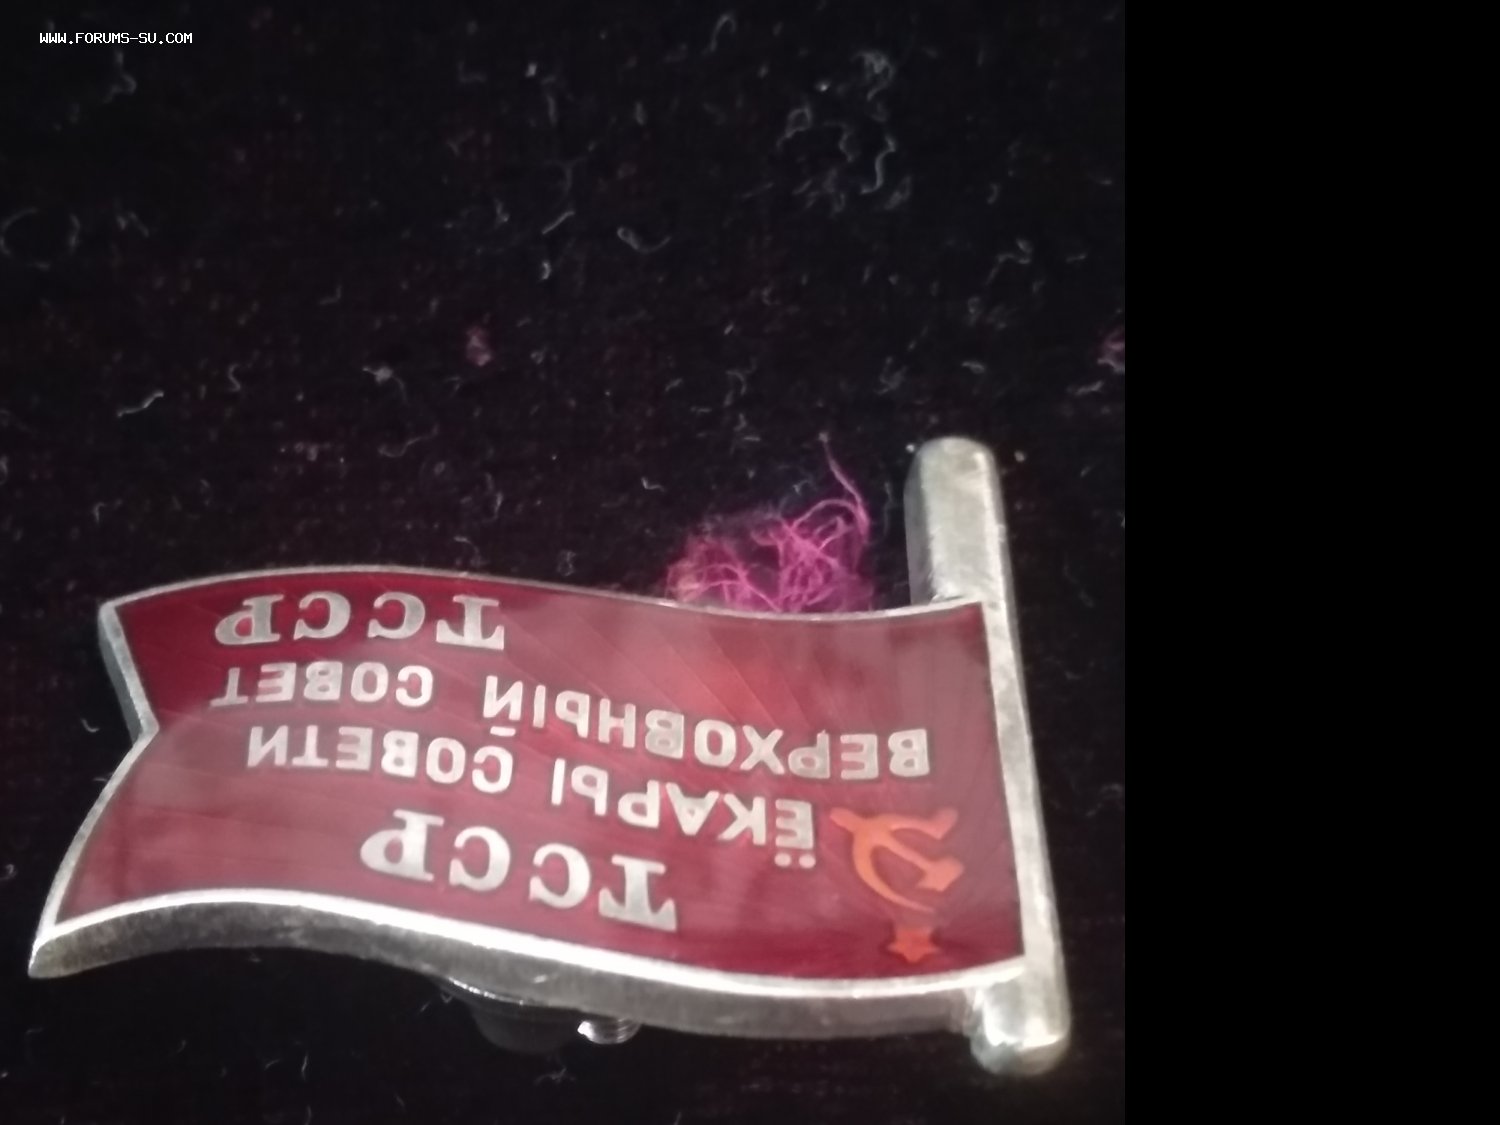 WWW.FORUMS-SU.COM
ТССР
ЁКАРЫ СОВЕТИ
ВЕРХОВНЫЙ СОВЕТ
ТССР